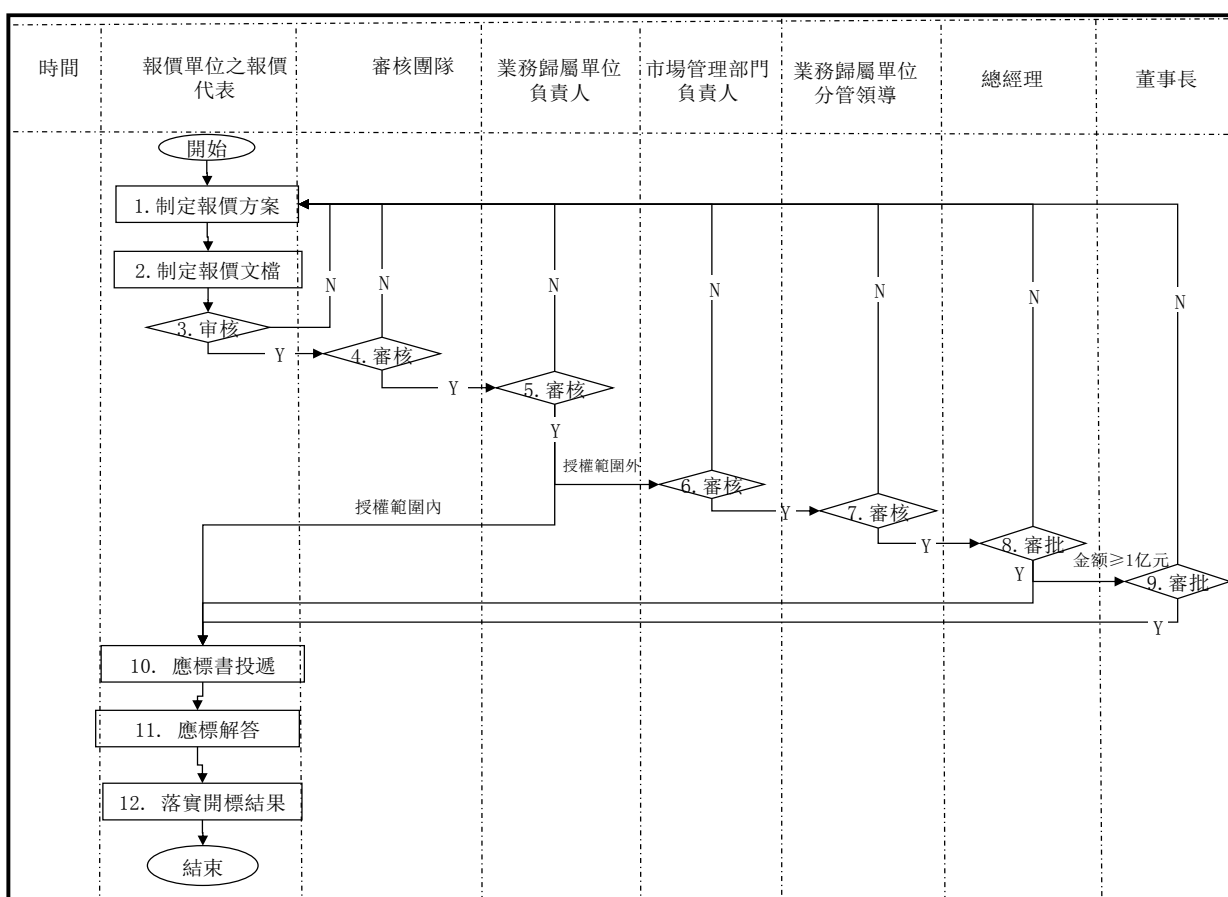 時間
報價單位之報價
代表
審核團隊
業務歸屬單位
負責人
市場管理部門
負責人
業務歸屬單位
分管領導
總經理
董事長
開始
1.制定報價方案
2.制定報價文檔
N
N
N
N
N
N
N
3.审核
Y
4.審核
Y
5.審核
Y
授權範圍外
6.審核
授權範圍內
Y
7.審核
Y
8.審批
金额≥1亿元
Y
9.審批
Y
10. 應標書投遞
11. 應標解答
12. 落實開標結果
結束